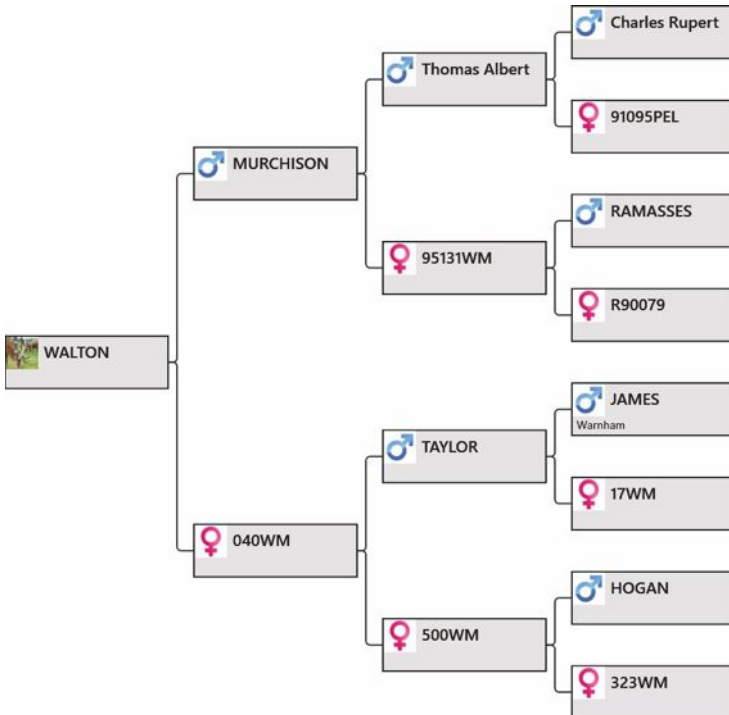 Charles Rupert
Thomas Albert
91095PEL
MURCHISON
RAMASSES
95131WM
R90079
WALTON
JAMES
Warnham
TAYLOR
17WM
040WM
HOGAN
500WM
323WM